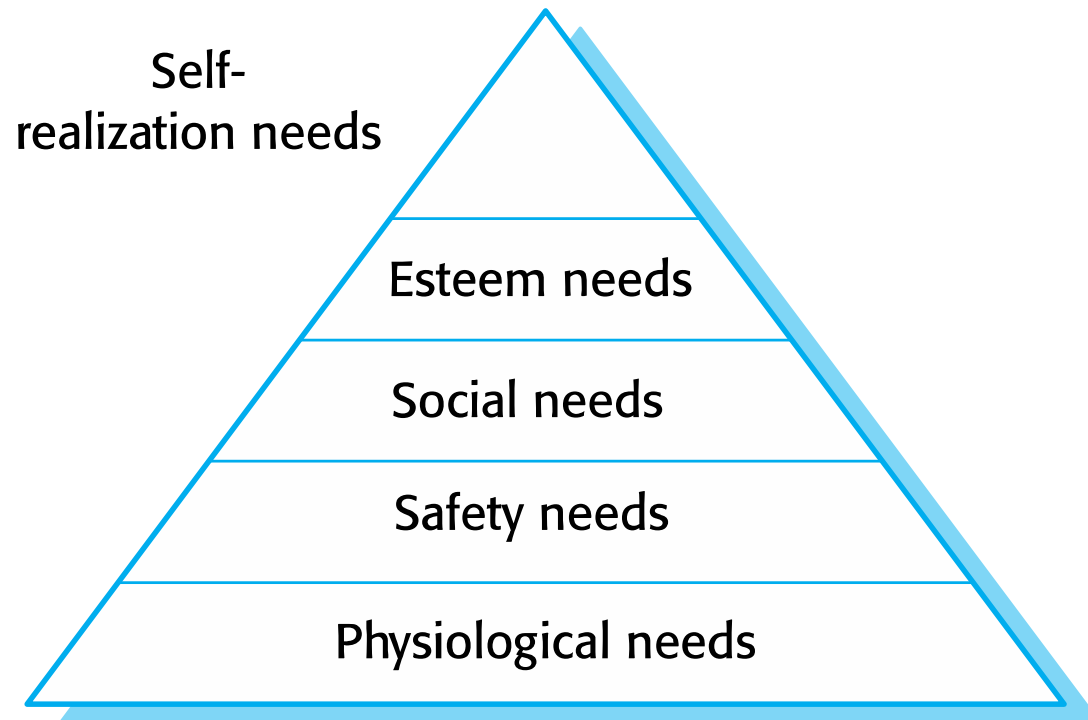 Self-
realization needs
Esteem needs
Social needs
Safety needs
Physiological needs